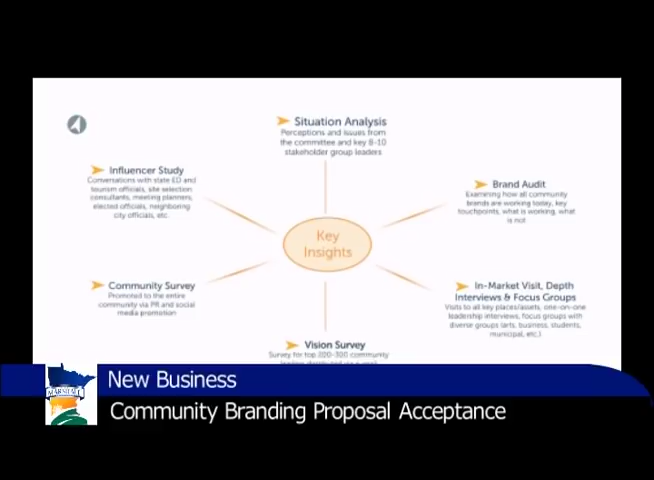 Situation Analysis
Perceptions and issues from
the committee and key 8-10
stakeholder group leaders
Influencer Study
Conversations with state ED and
tourism officials, site selection
consultants, meeting planners,
elected officials, neighboring
city officials, etc.
Brand Audit
Examining how all community
brands are working today, key
touchpoints, what is working, what
is not
Key
Insights
Community Survey
Promoted to the entire
community via PR and social
media promotion
In-Market Visit, Depth
Interviews & Focus Groups
Visits to all key places/assets, one-on-one
leadership interviews, focus groups with
diverse groups (arts, business, students,
municipal, etc.)
Vision Survey
Survey for top 200-300 community
New Business
MARSHALL
Community Branding Proposal Acceptance